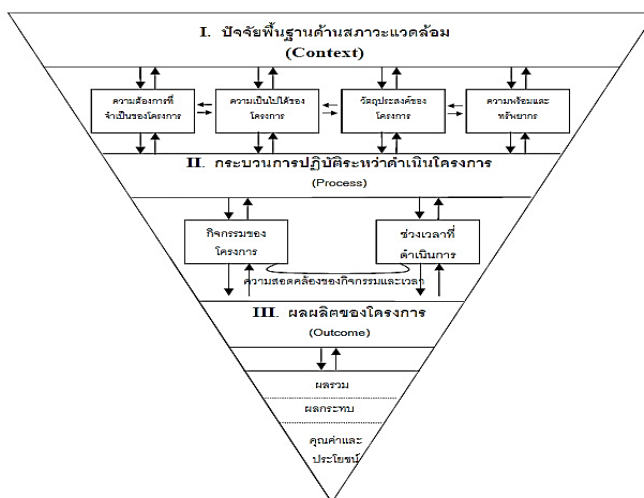 I. ปัจจัยพื้นฐานด้านสภาวะแวดล้อม
(Context)
ความต้องการที่
จำเป็นของโครงการ
ความเป็นไปได้ของ
โครงการ
วัตถุประสงค์ของ
โครงการ
ความพร้อมและ
ทรัพยากร
II. กระบวนการปฏิบัติระหว่าดำเนินโครงการ
(Process)
กิจกรรมของ
โครงการ
ช่วงเวลาที่
ดำเนินการ
ความสอดคล้องของกิจกรรมและเวลา
III. ผลผลิตของโครงการ
(Outcome)
ผลรวม
ผลกระทบ
คุณค่าและ
ประโยชน์